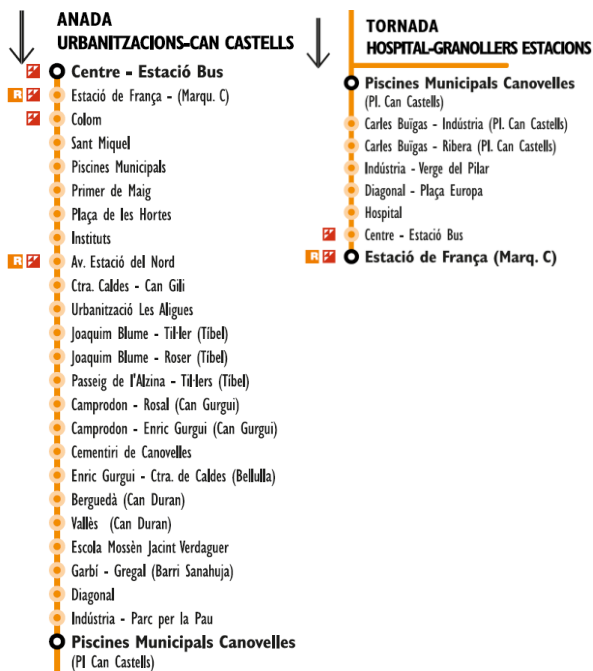 ANADA
URBANITZACIONS-CAN CASTELLS
Centre - Estació Bus
R Estació de França - (Marqu. C)
Colom
Sant Miquel
Piscines Municipals
Primer de Maig
Plaça de les Hortes
Instituts
R Av. Estació del Nord
Ctra. Caldes - Can Gili
Urbanització Les Aligues
Joaquim Blume - Til·ler (Tíbel)
Joaquim Blume - Roser (Tíbel)
Passeig de l'Alzina - Til·lers (Tíbel)
Camprodon - Rosal (Can Gurgui)
Camprodon - Enric Gurgui (Can Gurgui)
Cementiri de Canovelles
Enric Gurgui - Ctra. de Caldes (Bellulla)
Berguedà (Can Duran)
Vallès (Can Duran)
Escola Mossèn Jacint Verdaguer
Garbí - Gregal (Barri Sanahuja)
Diagonal
Indústria - Parc per la Pau
Piscines Municipals Canovelles
(Pl Can Castells)
TORNADA
HOSPITAL-GRANOLLERS ESTACIONS
Piscines Municipals Canovelles
(Pl. Can Castells)
Carles Buïgas - Indústria (Pl. Can Castells)
Carles Buïgas - Ribera (Pl. Can Castells)
Indústria - Verge del Pilar
Diagonal - Plaça Europa
Hospital
Centre - Estació Bus
R Estació de França (Marq. C)